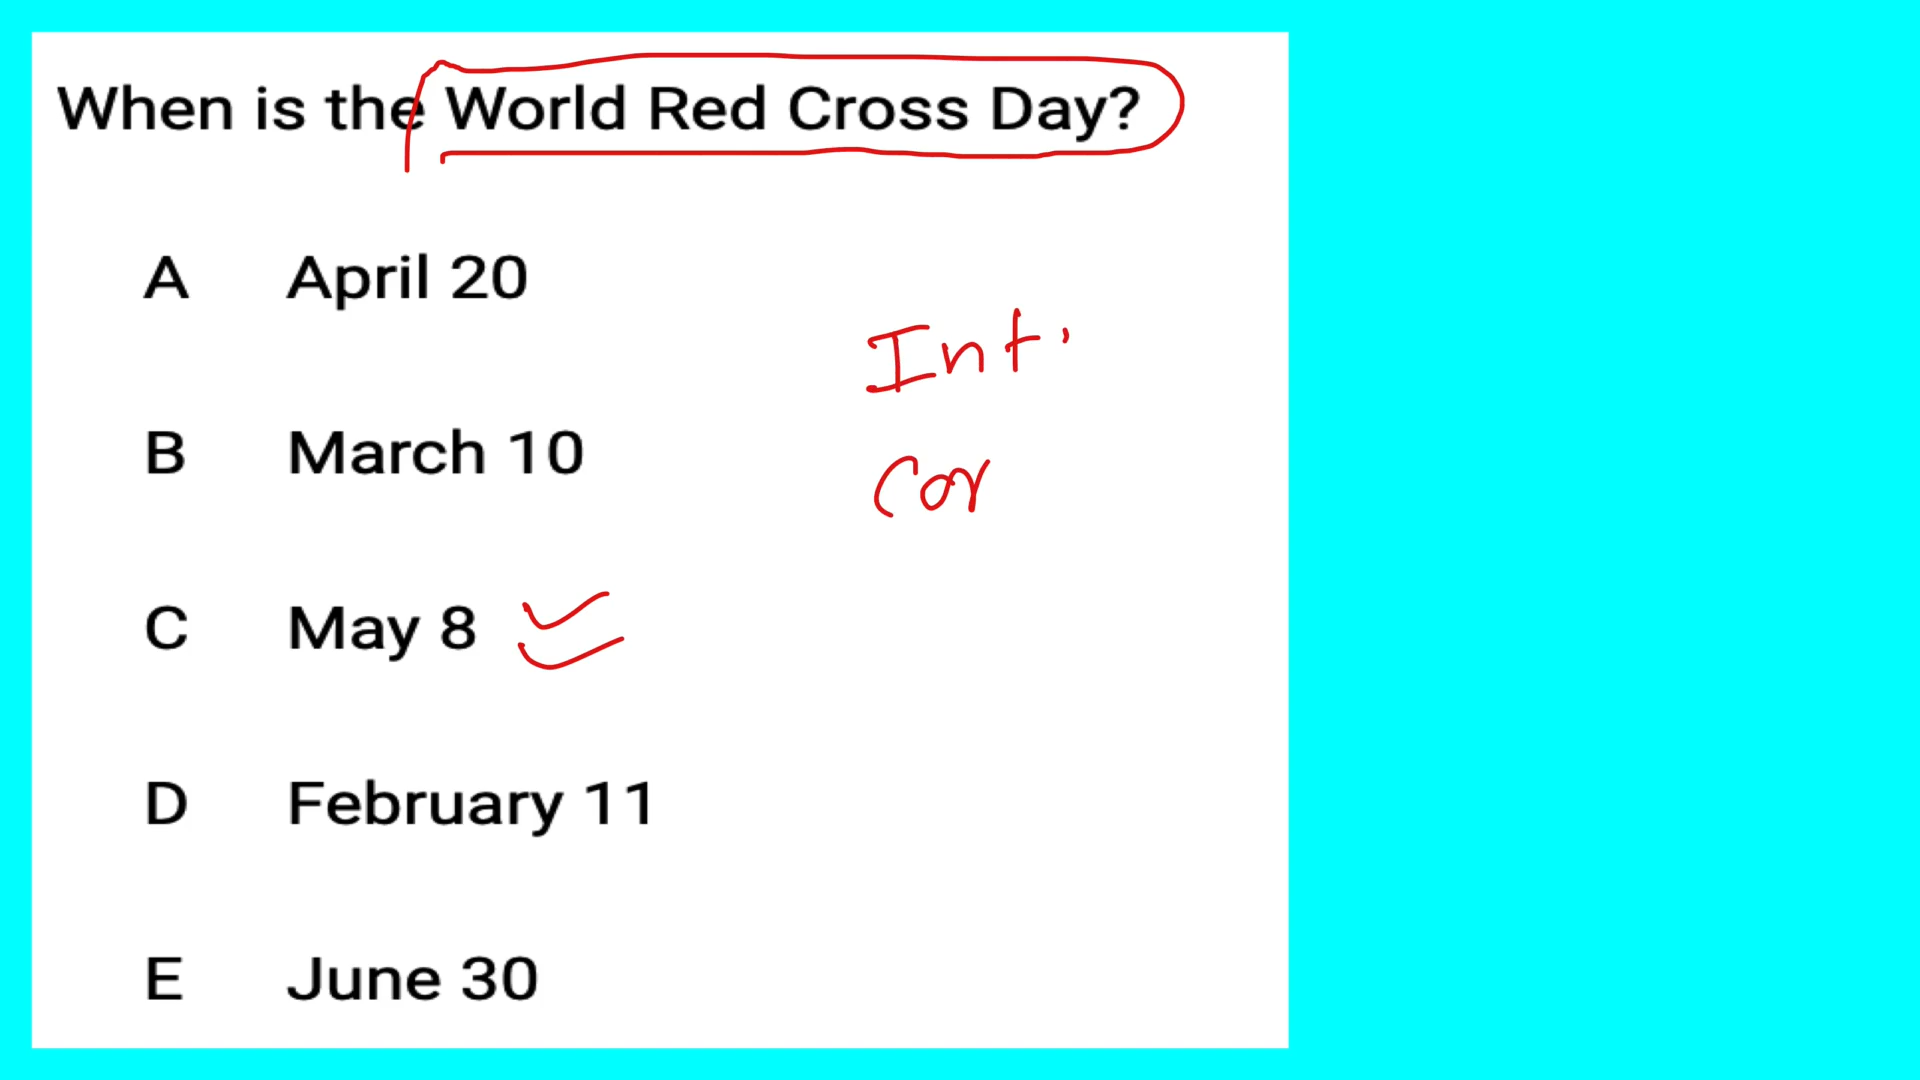 When is the World Red Cross Day?
A April 20
Int.
B March 10
Cor
C May 8
D February 11
E June 30